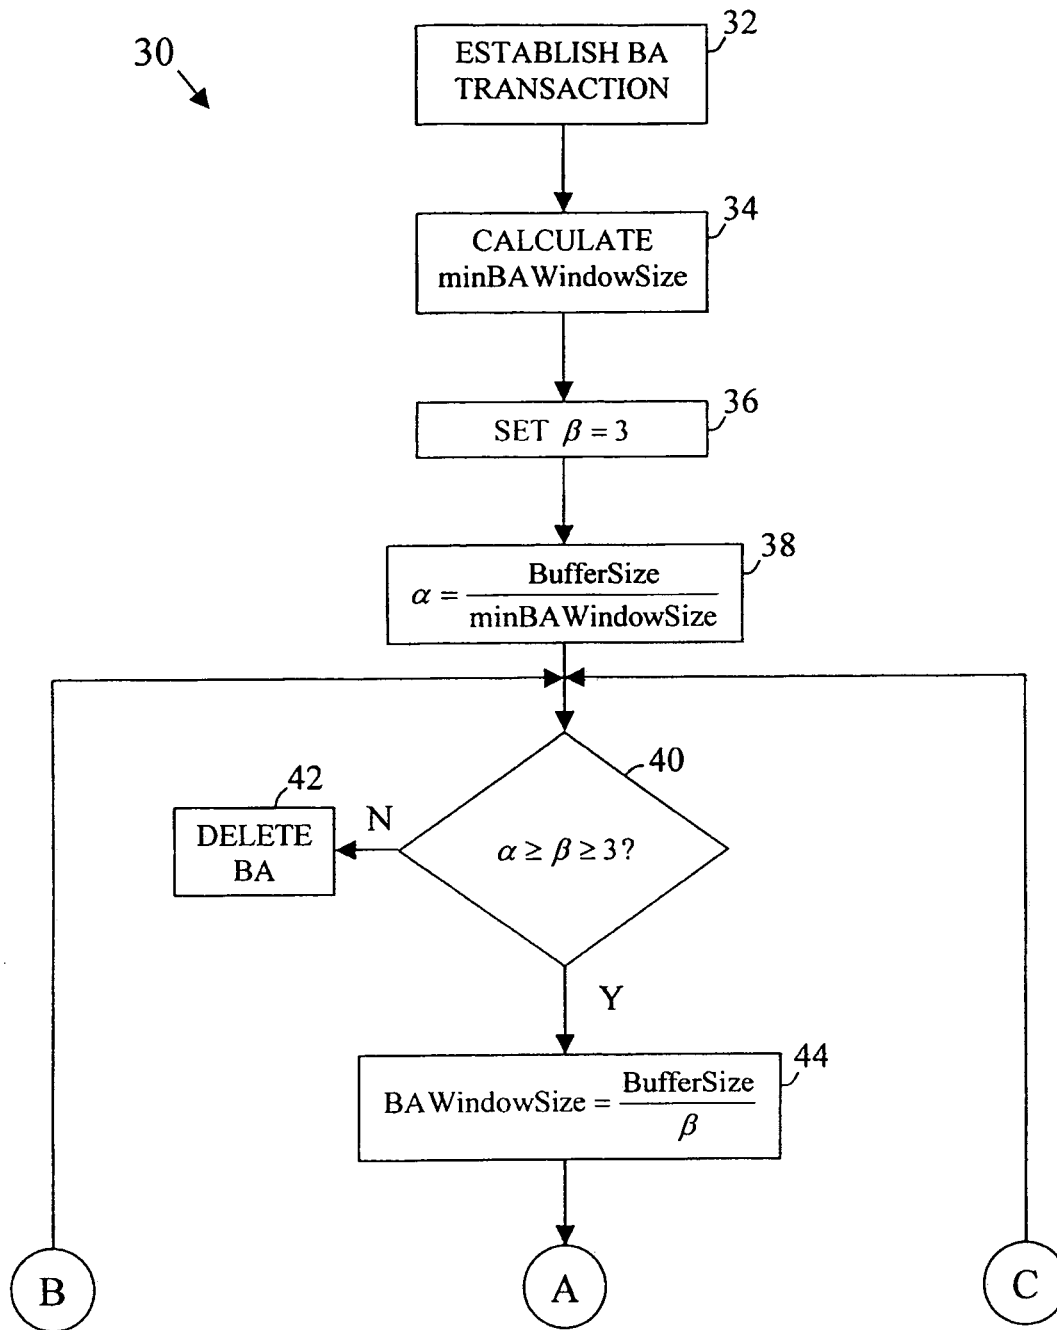 30
32
ESTABLISH BA
TRANSACTION
34
CALCULATE
minBAWindowSize
36
SET β = 3
38
α = BufferSize
minBAWindowSize
40
42
DELETE
BA
N
α ≥ β ≥ 3?
Y
44
BAWindowSize = BufferSize
β
B
A
C